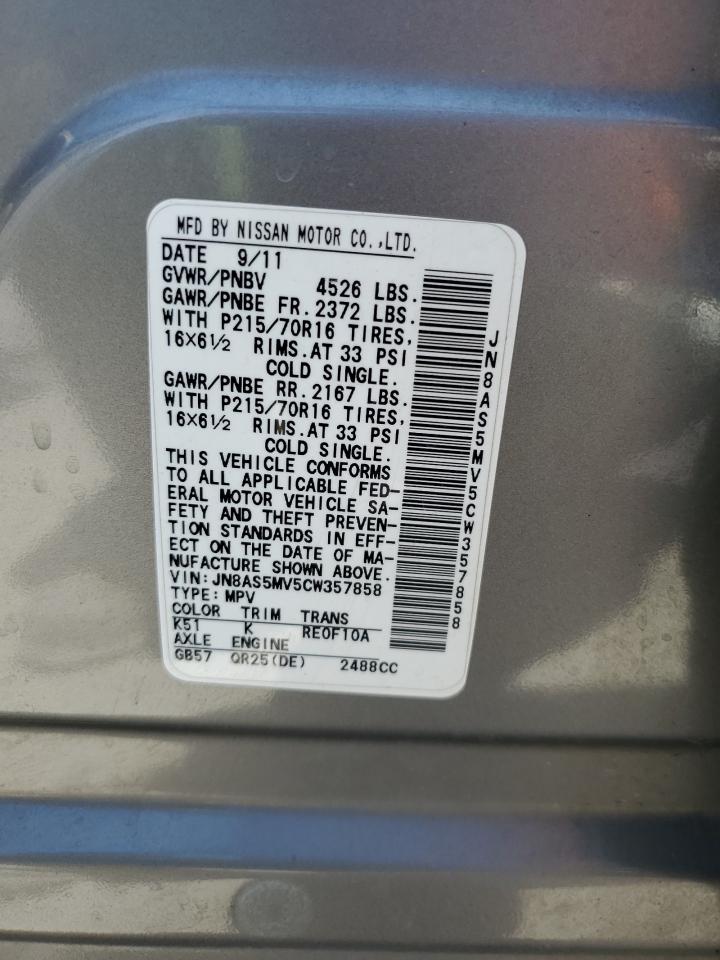 MFD BY NISSAN MOTOR CO.,LTD.
DATE 9/11
GVWR/PNBV 4526 LBS.
GAWR/PNBE FR. 2372 LBS.
WITH P215/70R16 TIRES,
16×6½ RIMS. AT 33 PSI
COLD SINGLE.
GAWR/PNBE RR. 2167 LBS.
WITH P215/70R16 TIRES,
16×6½ RIMS. AT 33 PSI
COLD SINGLE.
THIS VEHICLE CONFORMS
TO ALL APPLICABLE FED-
ERAL MOTOR VEHICLE SA-
FETY AND THEFT PREVEN-
TION STANDARDS IN EFF-
ECT ON THE DATE OF MA-
NUFACTURE SHOWN ABOVE.
VIN:JN8AS5MV5CW357858
TYPE: MPV
COLOR TRIM TRANS
K51 K RE0F10A
AXLE ENGINE
GB57 QR25(DE) 2488CC
JN8AS5MV5CW357858